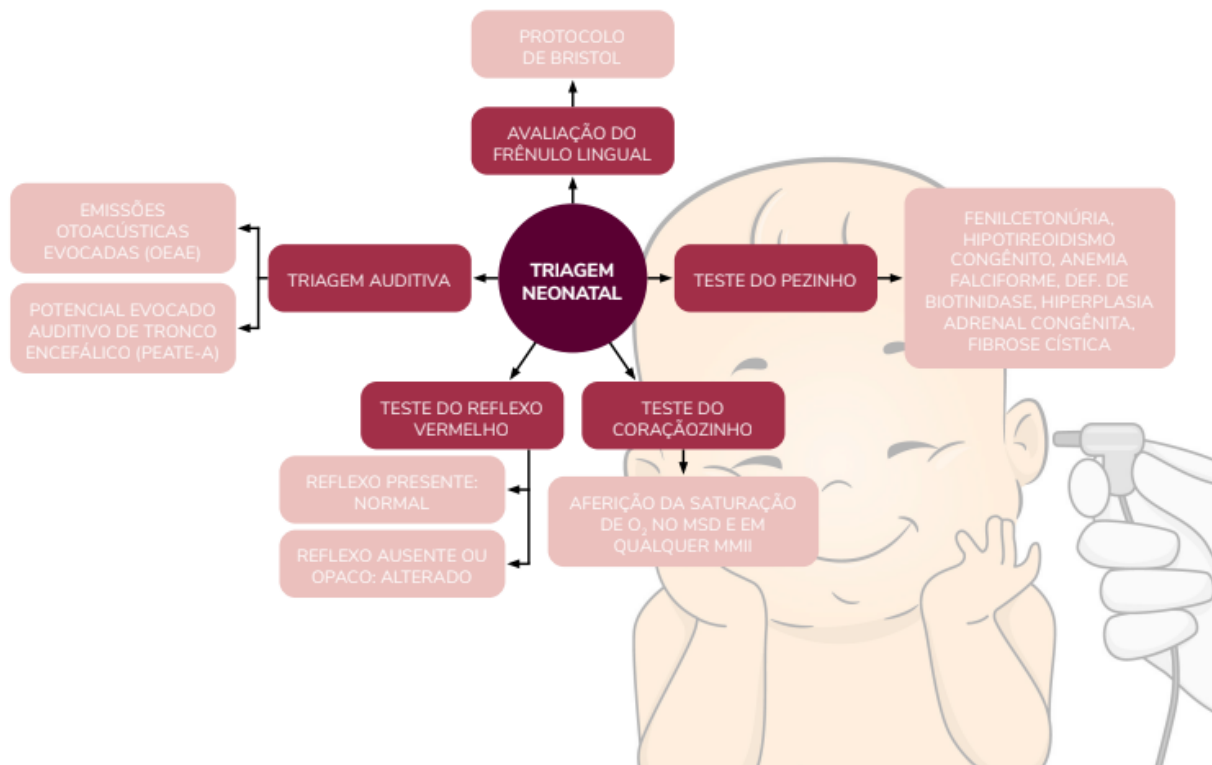 PROTOCOLO
DE BRISTOL
AVALIAÇÃO DO
FRÊNULO LINGUAL
EMISSÕES
OTOACÚSTICAS
EVOCADAS (OEAE)
POTENCIAL EVOCADO
AUDITIVO DE TRONCO
ENCEFÁLICO (PEATE-A)
TRIAGEM AUDITIVA
TRIAGEM
NEONATAL
TESTE DO PEZINHO
FENILCETONÚRIA,
HIPOTIREOIDISMO
CONGÊNITO, ANEMIA
FALCIFORME, DEF. DE
BIOTINIDASE, HIPERPLASIA
ADRENAL CONGÊNITA,
FIBROSE CÍSTICA
TESTE DO REFLEXO
VERMELHO
REFLEXO PRESENTE:
NORMAL
REFLEXO AUSENTE OU
OPACO: ALTERADO
TESTE DO
CORAÇÃOZINHO
AFERIÇÃO DA SATURAÇÃO
DE O₂ NO MSD E EM
QUALQUER MMII